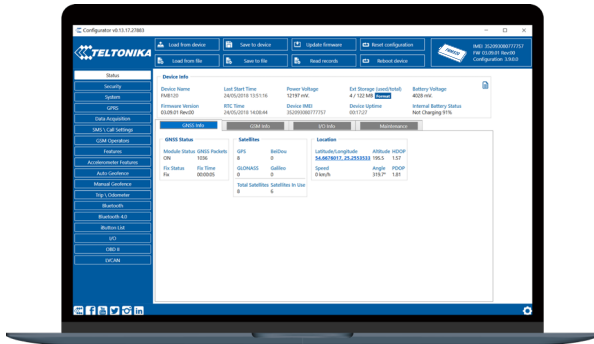 Configurator v0.13.17.27883
TELTONIKA
Load from device
Save to device
Update firmware
Reset configuration
Load from file
Save to file
Read records
Reboot device
IMEI 352093080777757
FW 03.09.01 Rev:00
Configuration 3.9.0.0
Status
Security
System
GPRS
Data Acquisition
SMS \ Call Settings
GSM Operators
Features
Accelerometer Features
Auto Geofence
Manual Geofence
Trip \ Odometer
Bluetooth
Bluetooth 4.0
iButton List
I/O
OBD II
LVCAN
Device Info
Device Name Last Start Time Power Voltage Ext Storage (used/total) Battery Voltage
FMB120 24/05/2018 13:51:16 12197 mV. 4 / 122 MB Format 4028 mV.
Firmware Version RTC Time Device IMEI Device Uptime Internal Battery Status
03.09.01 Rev:00 24/05/2018 14:08:44 352093080777757 00:17:27 Not Charging 91%
GNSS Info GSM Info I/O Info Maintenance
GNSS Status
Module Status GNSS Packets
ON 1036
Fix Status Fix Time
Fix 00:00:05
Satellites
GPS BeiDou
8 0
GLONASS Galileo
0 0
Total Satellites Satellites in Use
8 6
Location
Latitude/Longitude Altitude HDOP
54.6676017, 25.2553533 195.5 1.57
Speed Angle PDOP
0 km/h 319.7° 1.81